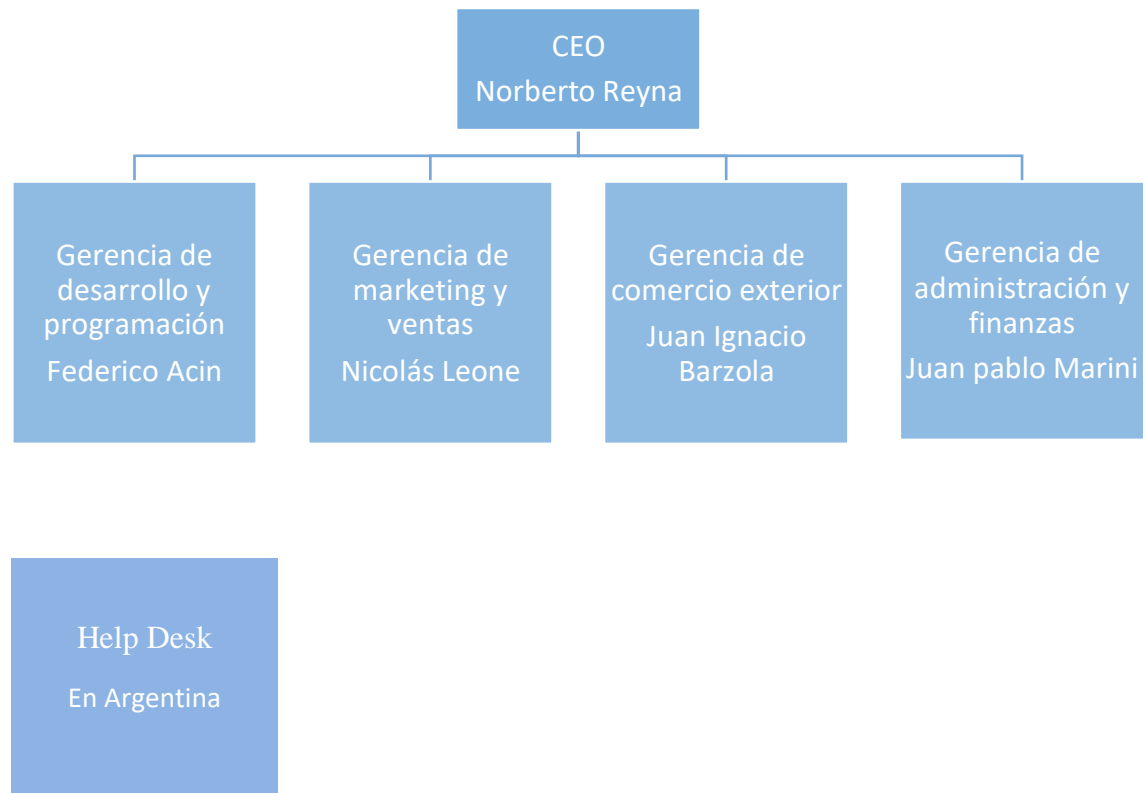 CEO
Norberto Reyna
Gerencia de
desarrollo y
programación
Federico Acin
Gerencia de
marketing y
ventas
Nicolás Leone
Gerencia de
comercio exterior
Juan Ignacio
Barzola
Gerencia de
administración y
finanzas
Juan pablo Marini
Help Desk
En Argentina